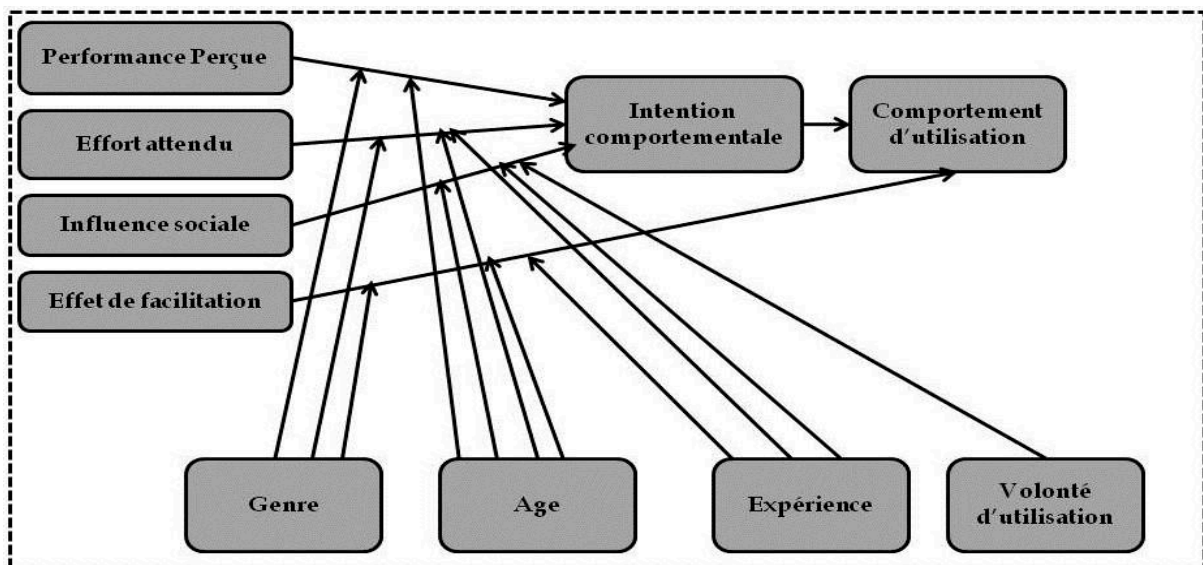 Performance Perçue
Effort attendu
Influence sociale
Effet de facilitation
Intention
comportementale
Comportement
d’utilisation
Genre
Age
Expérience
Volonté
d’utilisation